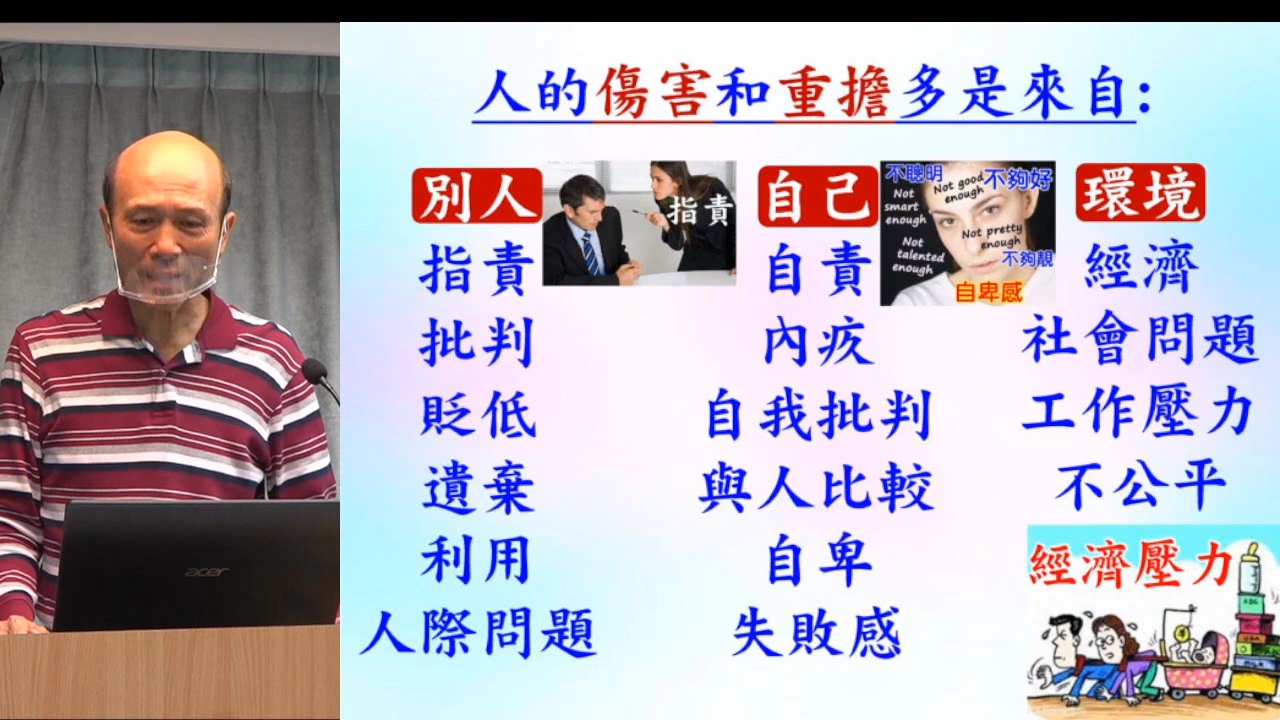 人的傷害和重擔多是來自:
別人
指責
批判
貶低
遺棄
利用
人際問題
指責
自己
自責
內疚
自我批判
與人比較
自卑
失敗感
不聰明
Not
smart
enough
Not good
enough
不夠好
Not pretty
enough
不夠靚
Not
talented
enough
自卑感
環境
經濟
社會問題
工作壓力
不公平
經濟壓力
acer